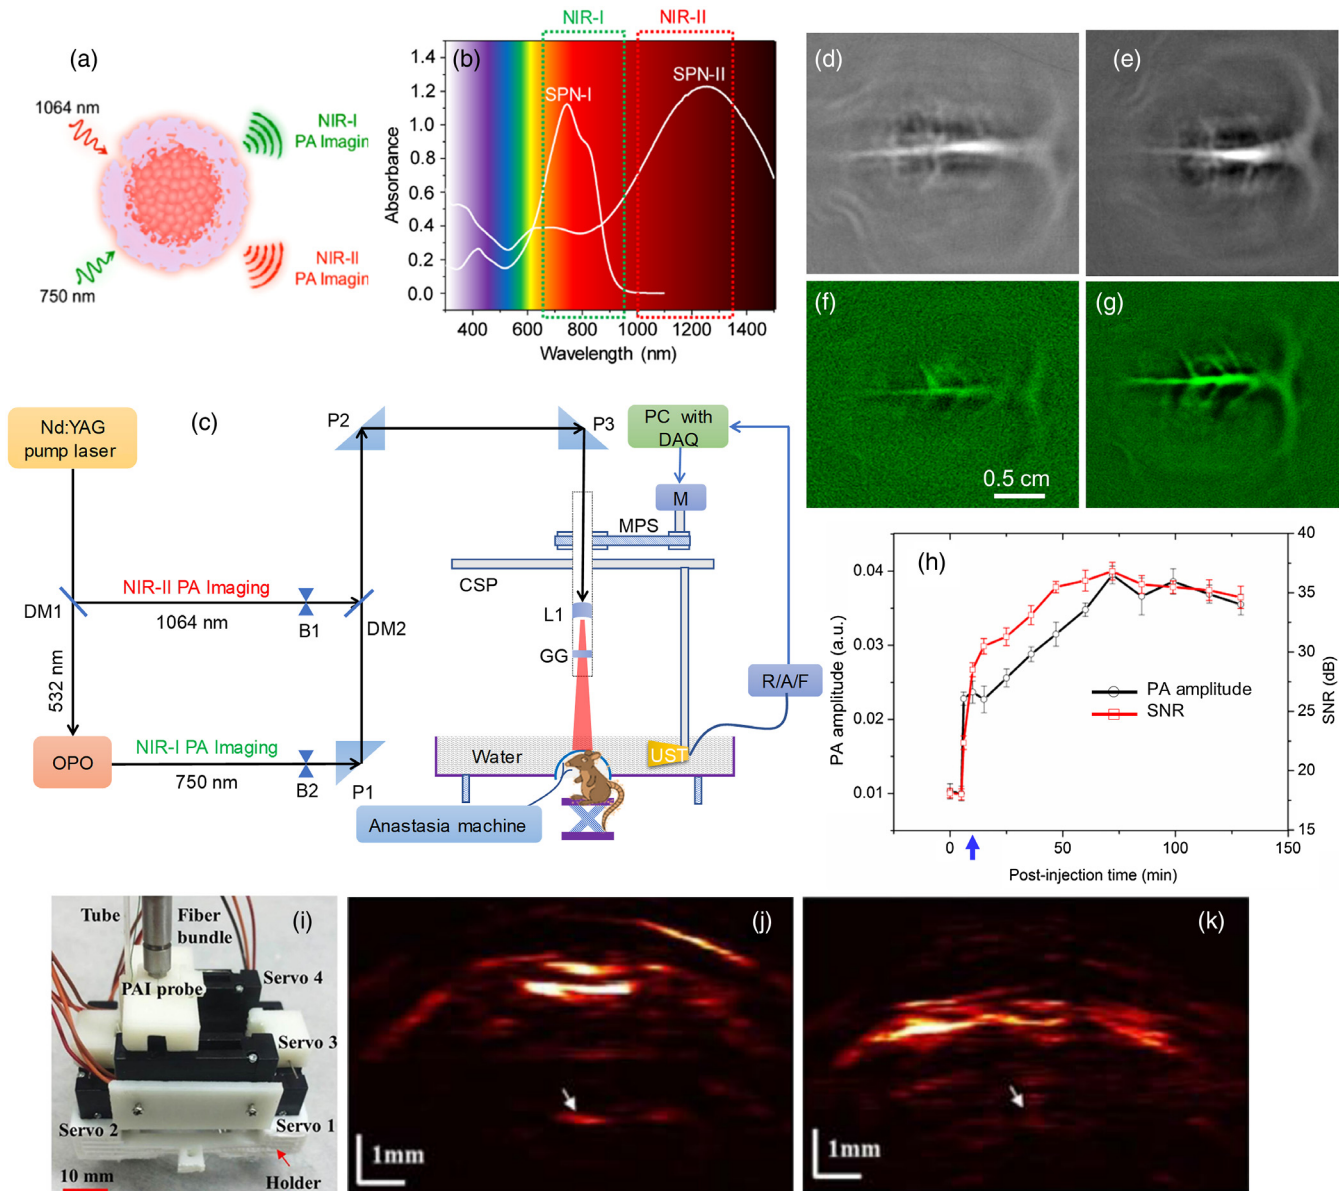 (a)
1064 nm
NIR-I
PA Imagin
NIR-II
PA Imagin
750 nm
NIR-I
NIR-II
(b)
SPN-I
SPN-II
Absorbance
1.4
1.2
1.0
0.8
0.6
0.4
0.2
0.0
400
600
800
1000
1200
1400
Wavelength (nm)
(c)
Nd:YAG
pump laser
P2
P3
PC with
DAQ
M
MPS
CSP
NIR-II PA Imaging
1064 nm
DM1
B1
DM2
L1
GG
532 nm
R/A/F
OPO
NIR-I PA Imaging
750 nm
B2
P1
Water
UST
Anastasia machine
(d)
(e)
(f)
0.5 cm
(g)
(h)
PA amplitude (a.u.)
0.04
0.03
0.02
0.01
40
35
30
25
20
15
SNR (dB)
PA amplitude
SNR
0
50
100
150
Post-injection time (min)
(i)
Tube
Fiber
bundle
Servo 4
PAI probe
Servo 3
Servo 2
Servo 1
10 mm
Holder
(j)
1mm
(k)
1mm